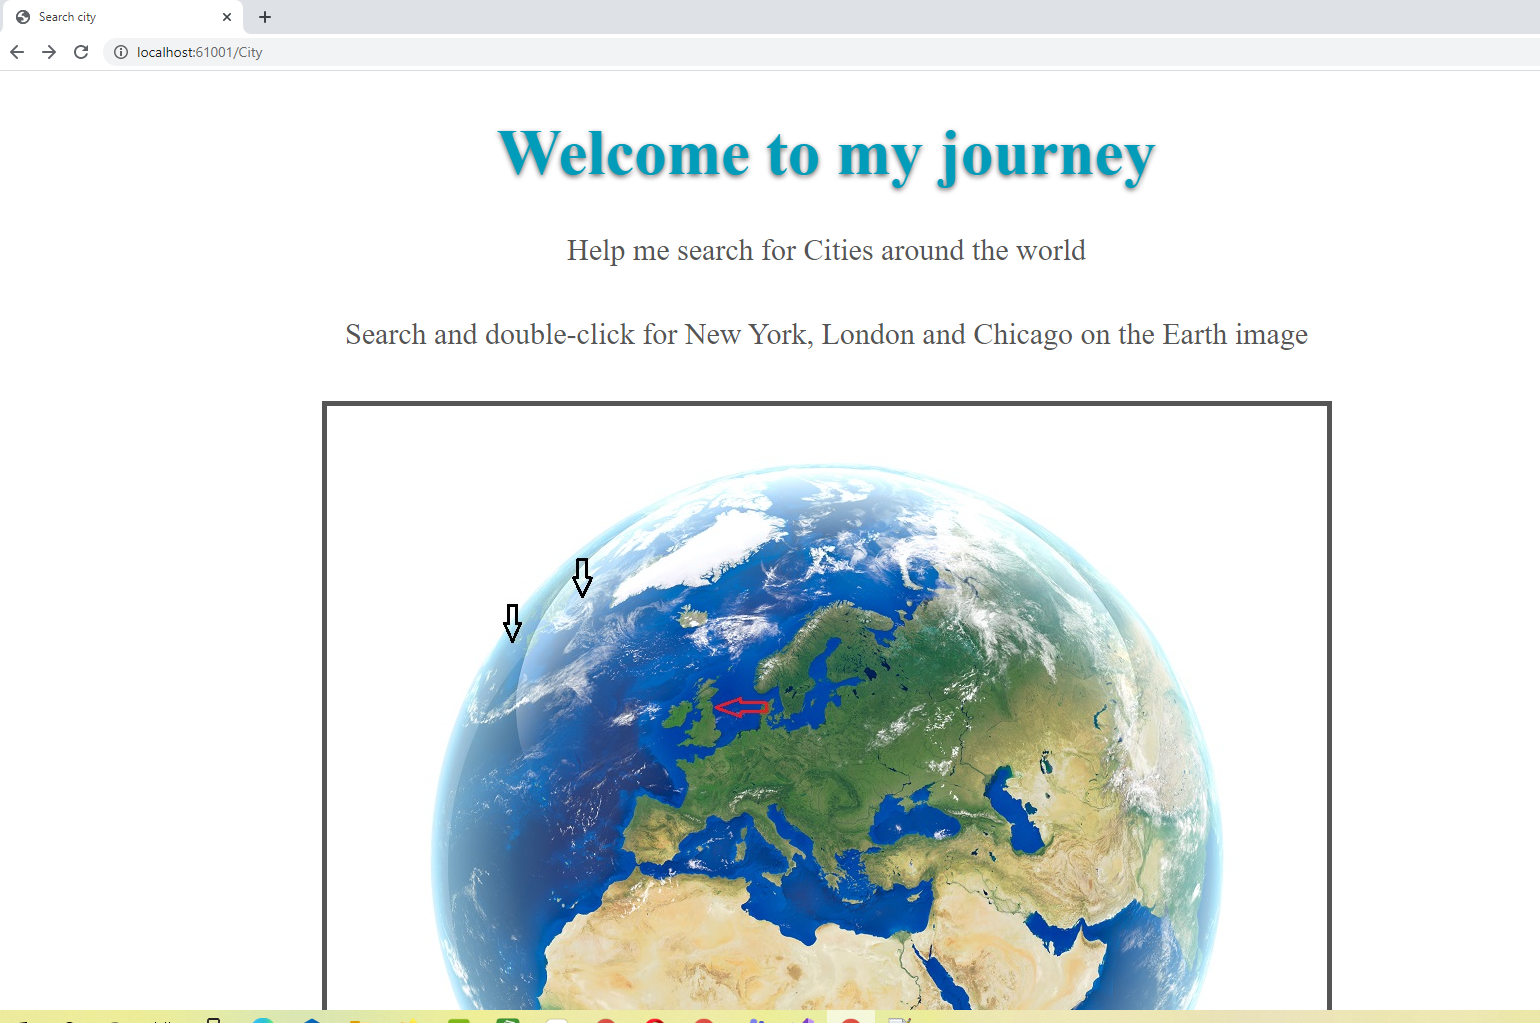 Search city
localhost:61001/City
Welcome to my journey
Help me search for Cities around the world
Search and double-click for New York, London and Chicago on the Earth image